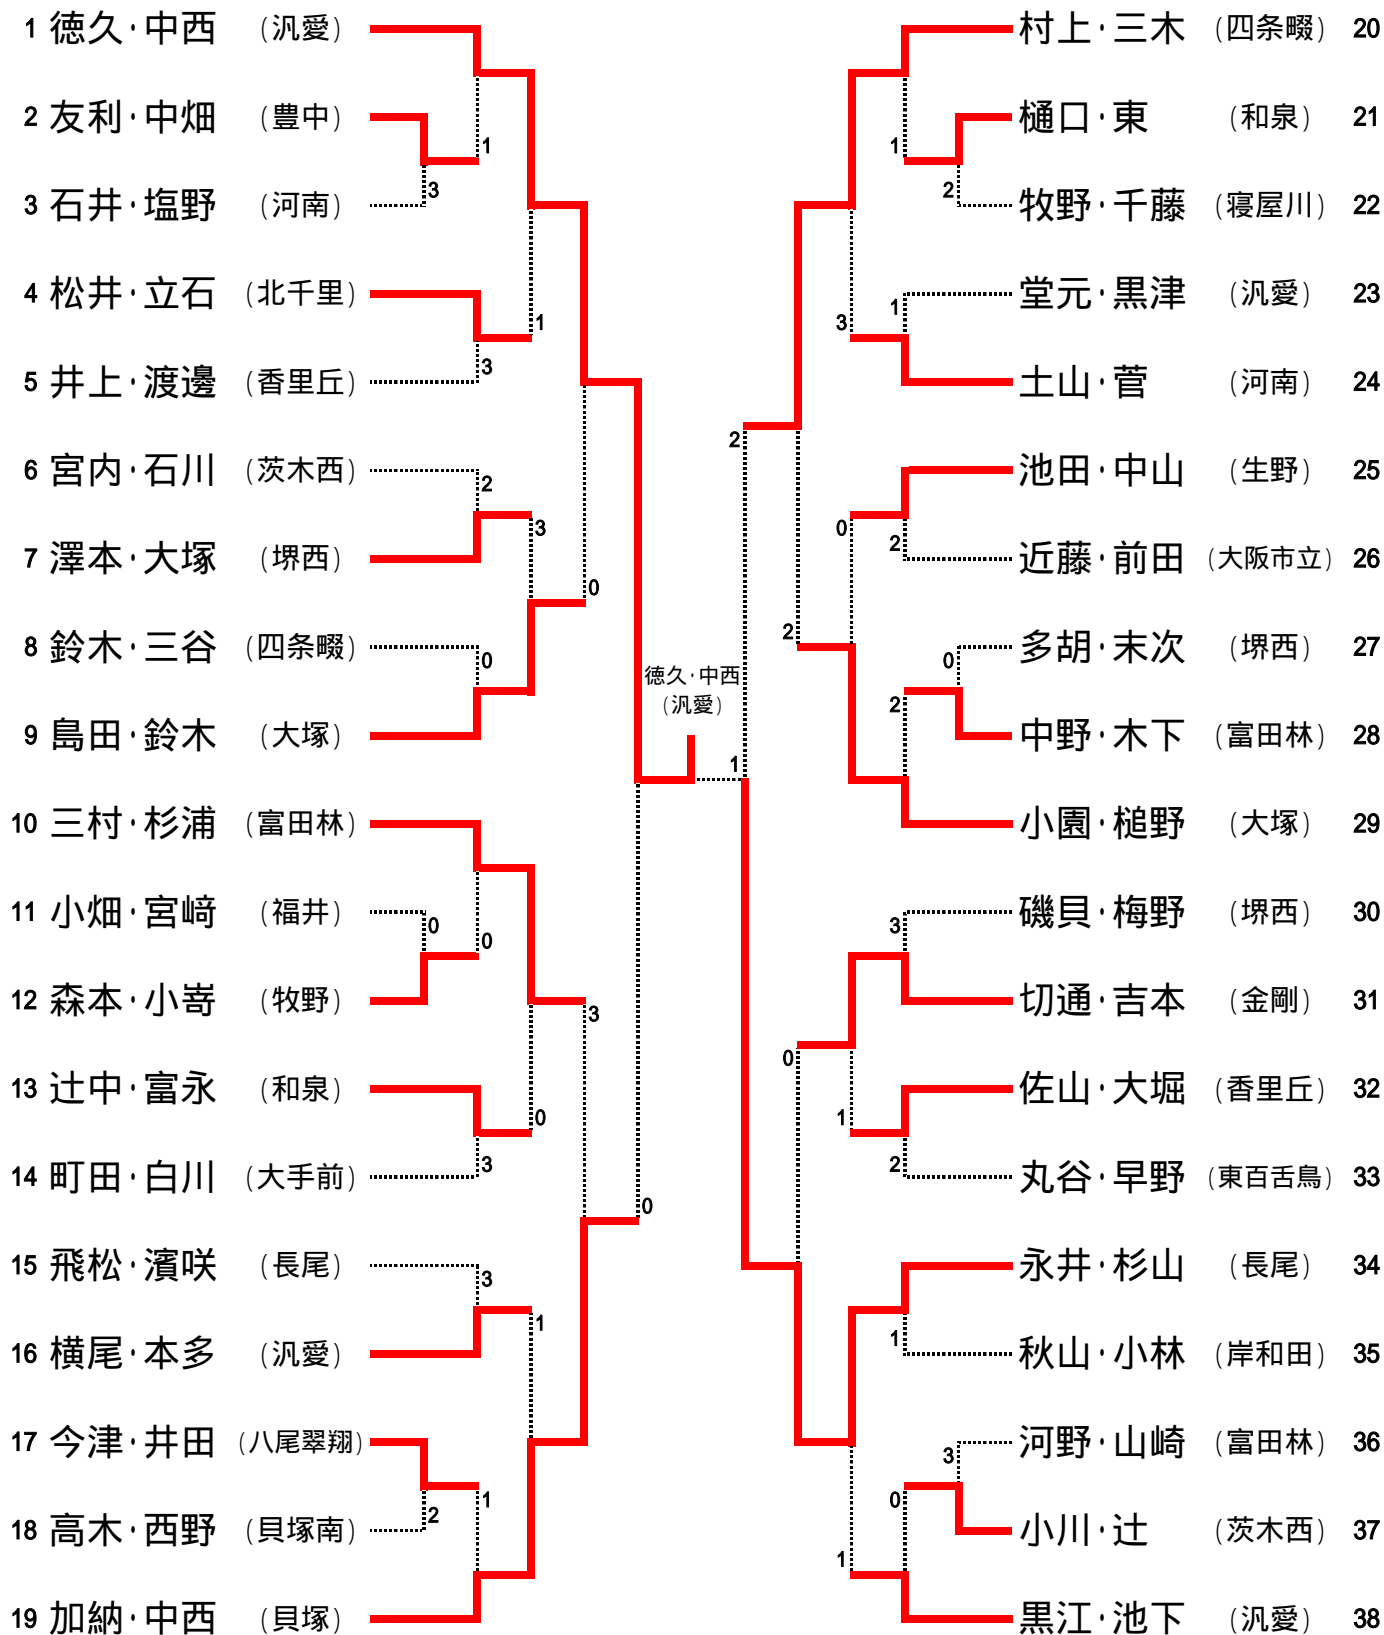 1 徳久・中西 (汎愛)
2 友利・中畑 (豊中)
1
3
3 石井・塩野 (河南)
4 松井・立石 (北千里)
1
3
5 井上・渡邊 (香里丘)
6 宮内・石川 (茨木西)
2
3
7 澤本・大塚 (堺西)
0
8 鈴木・三谷 (四条畷)
0
9 島田・鈴木 (大塚)
10 三村・杉浦 (富田林)
11 小畑・宮﨑 (福井)
0
0
12 森本・小嵜 (牧野)
3
13 辻中・富永 (和泉)
0
3
14 町田・白川 (大手前)
0
15 飛松・濱咲 (長尾)
3
1
16 横尾・本多 (汎愛)
17 今津・井田 (八尾翠翔)
1
2
18 高木・西野 (貝塚南)
19 加納・中西 (貝塚)
徳久・中西
(汎愛)
1
2
村上・三木 (四条畷) 20
樋口・東 (和泉) 21
1
2
牧野・千藤 (寝屋川) 22
堂元・黒津 (汎愛) 23
1
3
土山・菅 (河南) 24
池田・中山 (生野) 25
0
2
近藤・前田 (大阪市立) 26
2
多胡・末次 (堺西) 27
0
2
中野・木下 (富田林) 28
小園・槌野 (大塚) 29
磯貝・梅野 (堺西) 30
3
切通・吉本 (金剛) 31
0
佐山・大堀 (香里丘) 32
1
2
丸谷・早野 (東百舌鳥) 33
永井・杉山 (長尾) 34
1
秋山・小林 (岸和田) 35
河野・山崎 (富田林) 36
3
0
小川・辻 (茨木西) 37
1
黒江・池下 (汎愛) 38